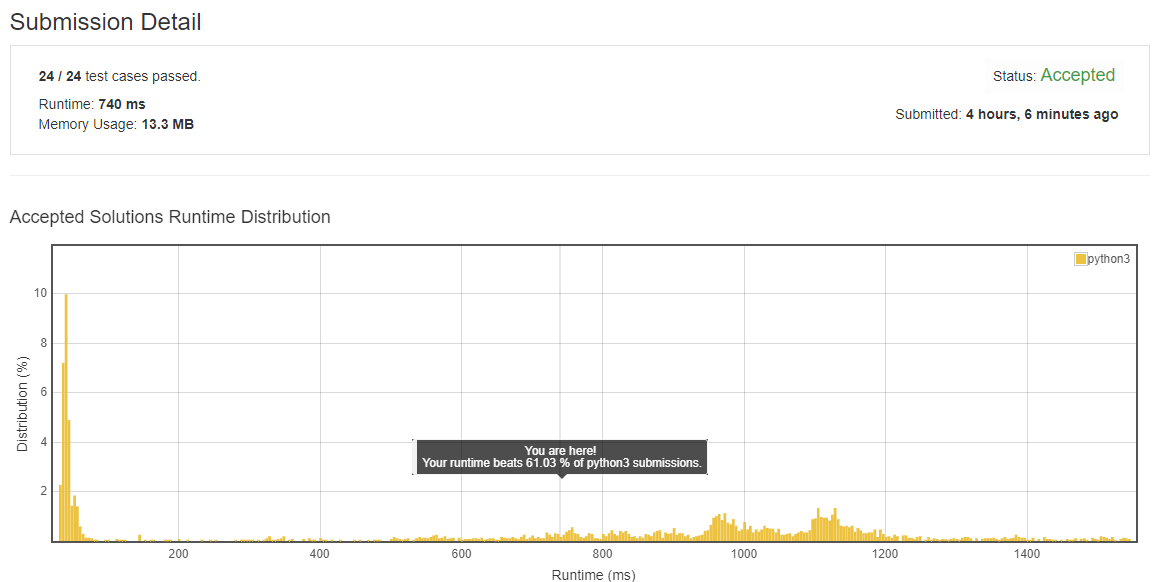 Submission Detail
24 / 24 test cases passed.
Status: Accepted
Runtime: 740 ms
Memory Usage: 13.3 MB
Submitted: 4 hours, 6 minutes ago
Accepted Solutions Runtime Distribution
python3
10
8
6
4
2
Distribution (%)
You are here!
Your runtime beats 61.03 % of python3 submissions.
200 400 600 800 1000 1200 1400
Runtime (ms)